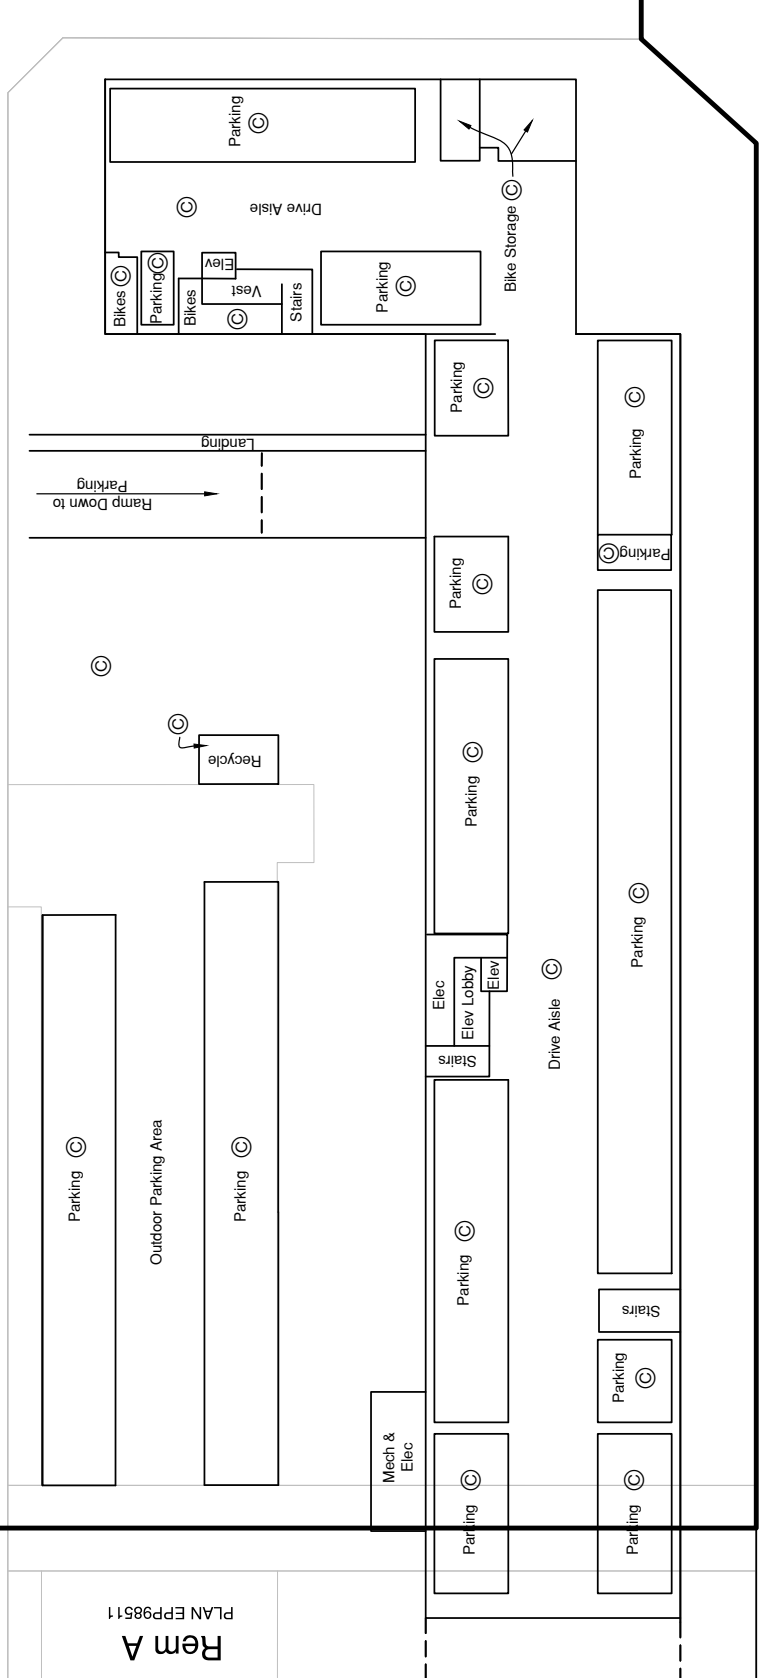 Parking
Ⓒ
Ⓒ
Drive Aisle
Bike Storage Ⓒ
Bikes Ⓒ
Parking Ⓒ
Elev
Vest
Bikes
Ⓒ
Stairs
Parking
Ⓒ
Parking
Ⓒ
Parking Ⓒ
Landing
Ramp Down to
Parking
Parking Ⓒ
Parking
Ⓒ
Ⓒ
Ⓒ
Recycle
Parking Ⓒ
Parking Ⓒ
Elec
Elev Lobby
Elev
Stairs
Drive Aisle Ⓒ
Parking Ⓒ
Outdoor Parking Area
Parking Ⓒ
Parking Ⓒ
Stairs
Parking
Ⓒ
Mech &
Elec
Parking Ⓒ
Parking Ⓒ
Rem A
PLAN EPP98511